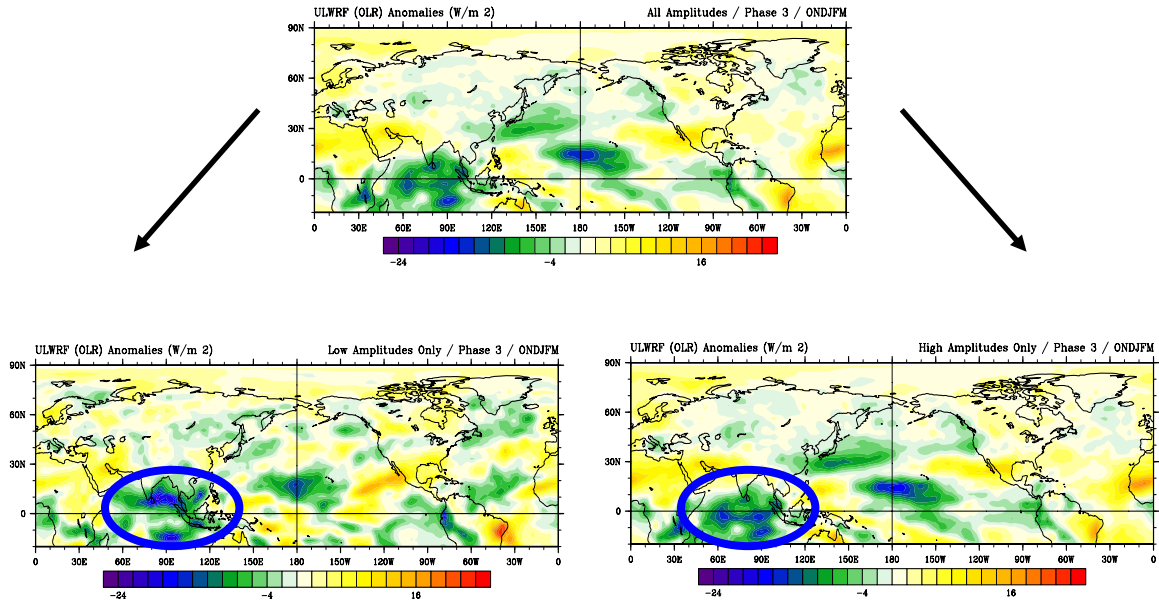 ULWRF (OLR) Anomalies (W/m 2) All Amplitudes / Phase 3 / ONDJFM
90N
60N
30N
0
0 30E 60E 90E 120E 150E 180 150W 120W 90W 60W 30W 0
-24 -4 16
ULWRF (OLR) Anomalies (W/m 2) Low Amplitudes Only / Phase 3 / ONDJFM
90N
60N
30N
0
0 30E 60E 90E 120E 150E 180 150W 120W 90W 60W 30W 0
-24 -4 16
ULWRF (OLR) Anomalies (W/m 2) High Amplitudes Only / Phase 3 / ONDJFM
90N
60N
30N
0
0 30E 60E 90E 120E 150E 180 150W 120W 90W 60W 30W 0
-24 -4 16